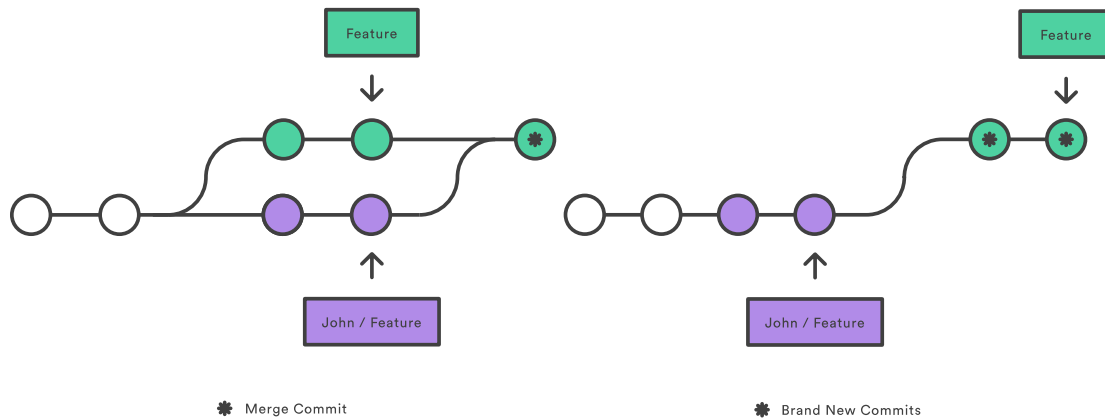 Feature
Feature
John / Feature
John / Feature
Merge Commit
Brand New Commits